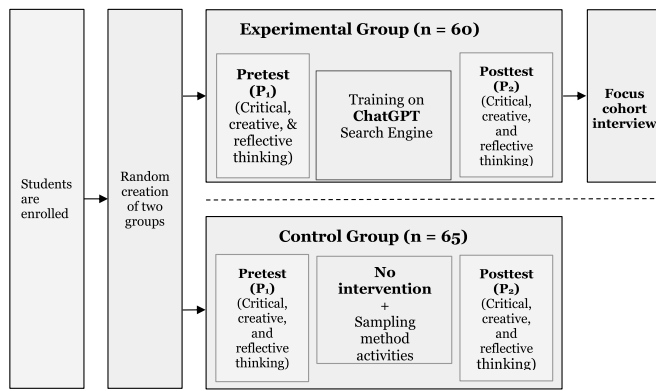 Students
are
enrolled
Random
creation
of two
groups
Experimental Group (n = 60)
Pretest
(P₁)
(Critical,
creative, &
reflective
thinking)
Training on
ChatGPT
Search Engine
Posttest
(P₂)
(Critical,
creative,
and
reflective
thinking)
Focus
cohort
interview
Control Group (n = 65)
Pretest
(P₁)
(Critical,
creative,
and
reflective
thinking)
No
intervention
+
Sampling
method
activities
Posttest
(P₂)
(Critical,
creative,
and
reflective
thinking)